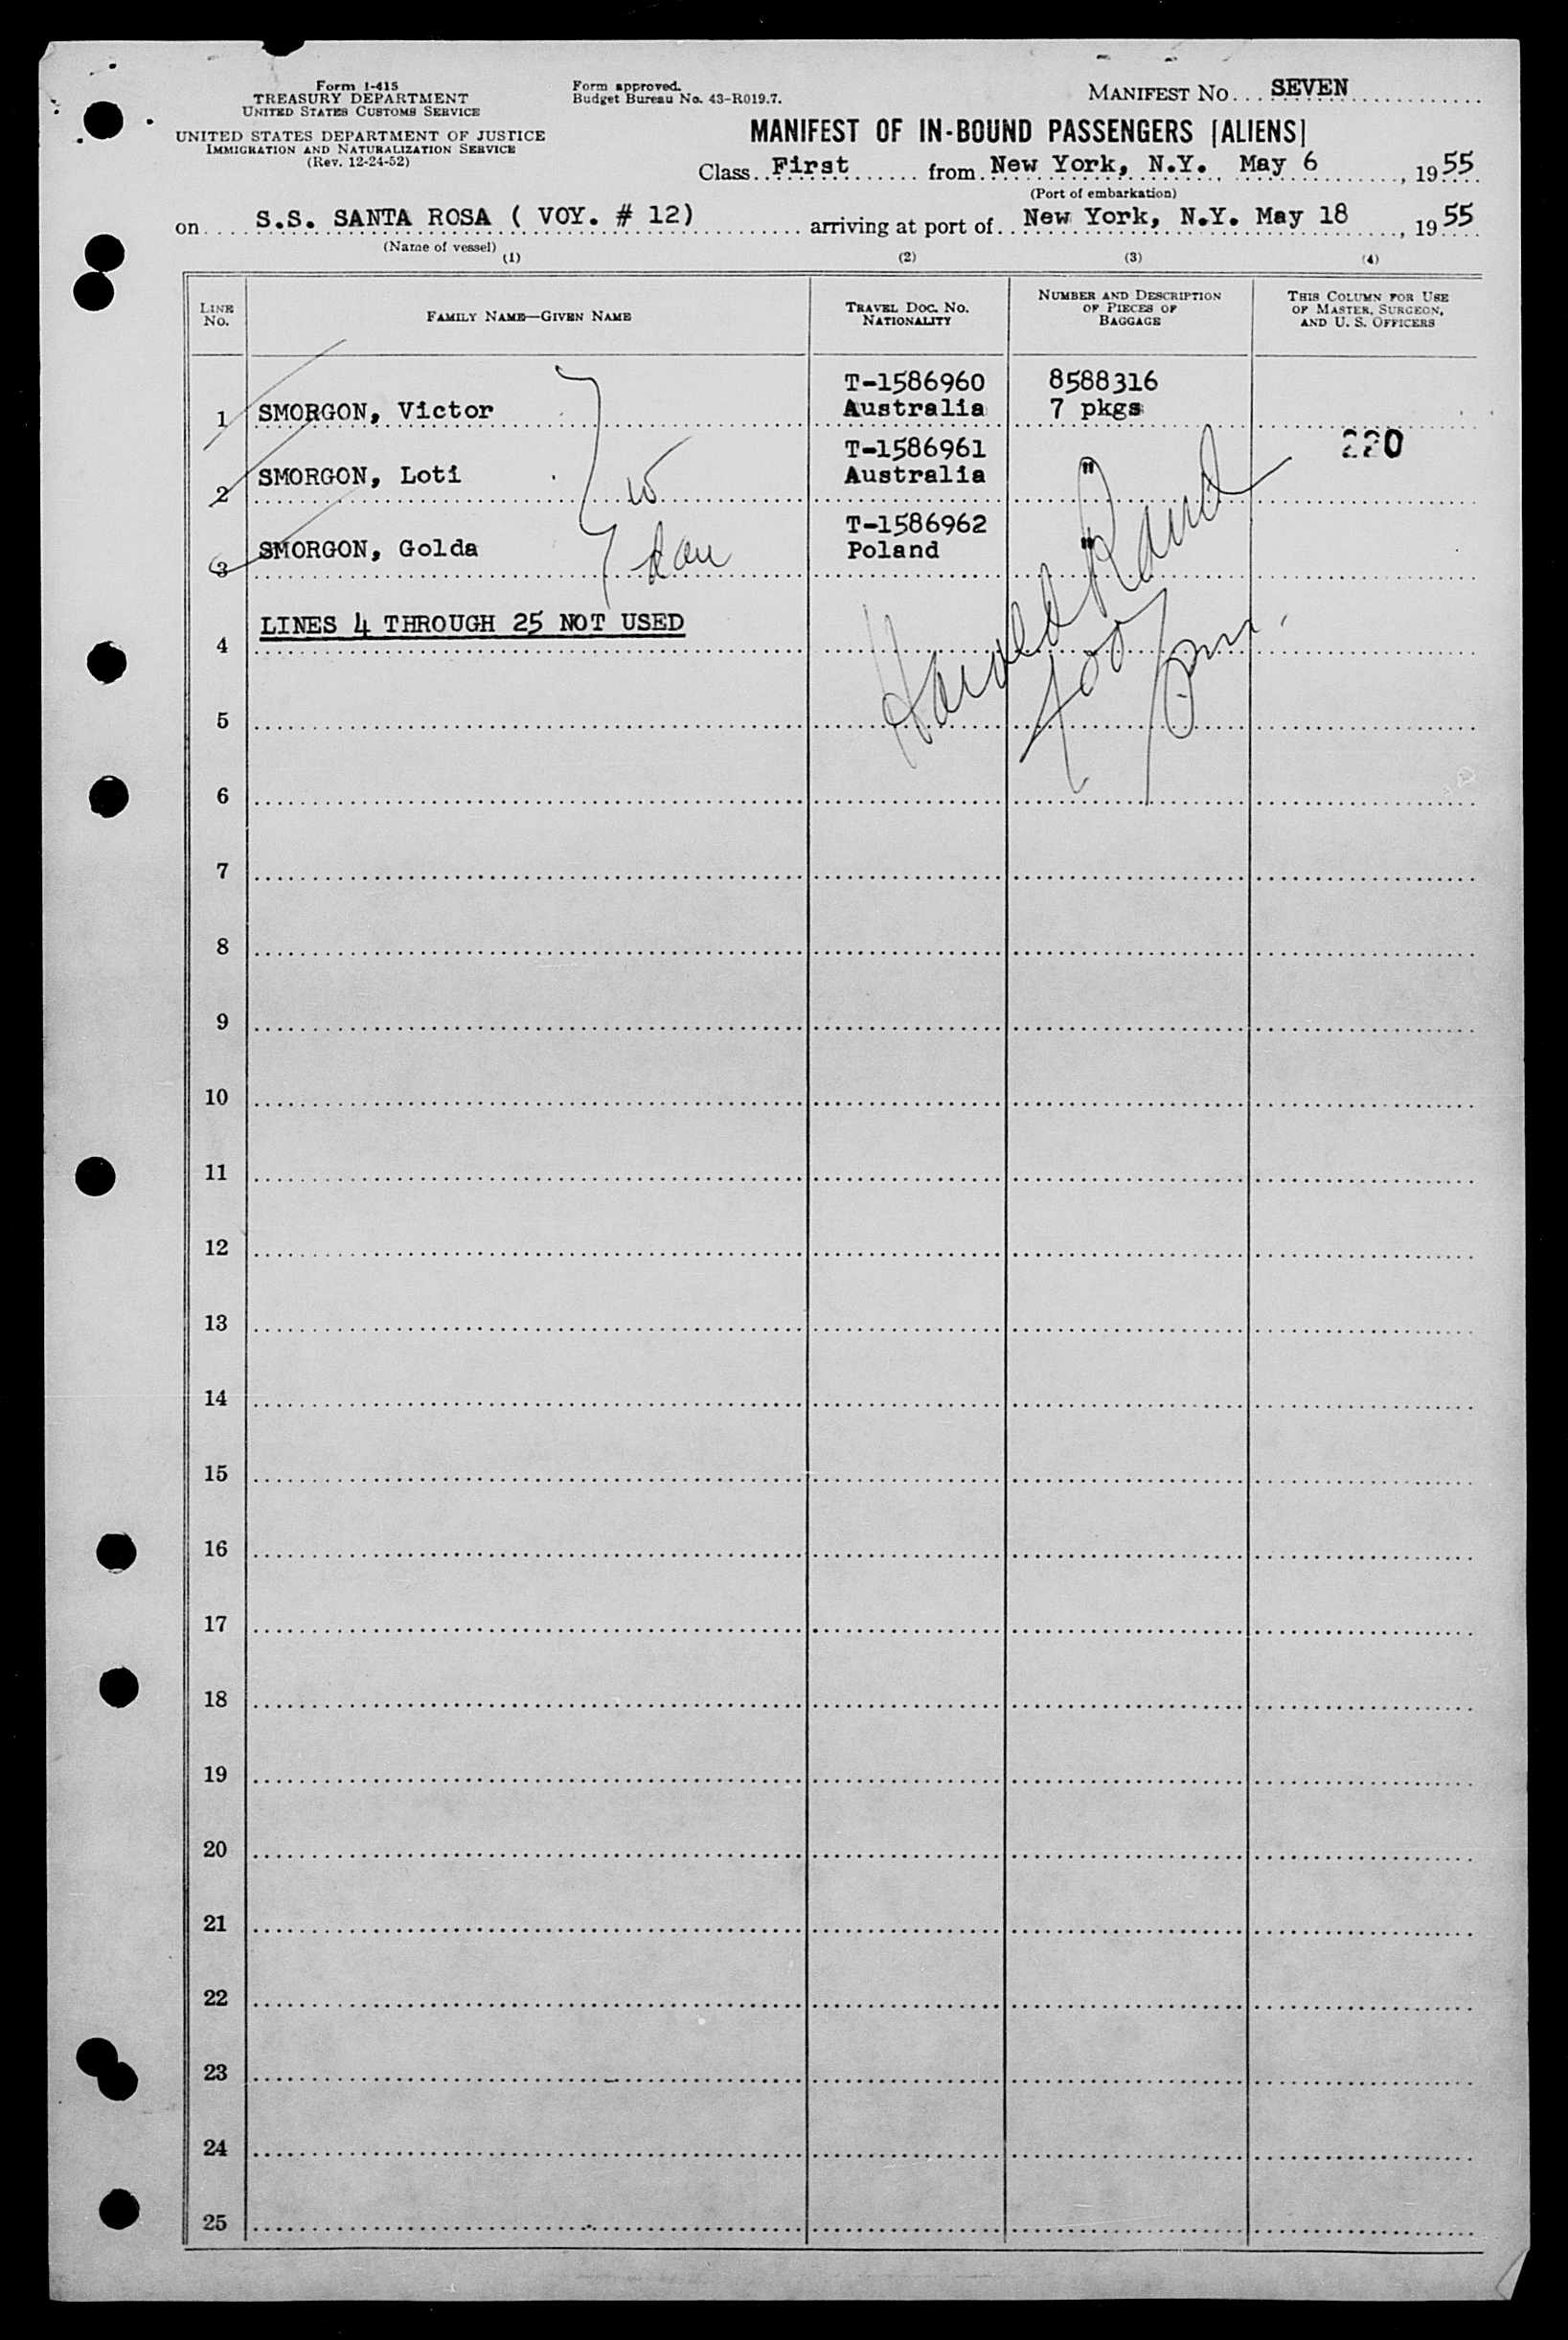 Form I-415
TREASURY DEPARTMENT
UNITED STATES CUSTOMS SERVICE
UNITED STATES DEPARTMENT OF JUSTICE
IMMIGRATION AND NATURALIZATION SERVICE
(Rev. 12-24-52)
Form approved.
Budget Bureau No. 43-R019.7.
MANIFEST NO. SEVEN
MANIFEST OF IN-BOUND PASSENGERS (ALIENS)
Class First from New York, N.Y. May 6, 1955
(Port of embarkation)
on S.S. SANTA ROSA ( VOY. # 12) arriving at port of New York, N.Y. May 18, 1955
(Name of vessel)
(1) (2) (3) (4)
LINE NO. FAMILY NAME—GIVEN NAME TRAVEL DOC. NO. NATIONALITY NUMBER AND DESCRIPTION OF PIECES OF BAGGAGE THIS COLUMN FOR USE OF MASTER, SURGEON, AND U. S. OFFICERS
T-1586960 8588316
1 SMORGON, Victor Australia 7 pkgs
T-1586961 220
2 SMORGON, Loti w Australia "
T-1586962
3 SMORGON, Golda dau Poland "
Harold Rand
4 LINES 4 THROUGH 25 NOT USED
5
6
7
8
9
10
11
12
13
14
15
16
17
18
19
20
21
22
23
24
25